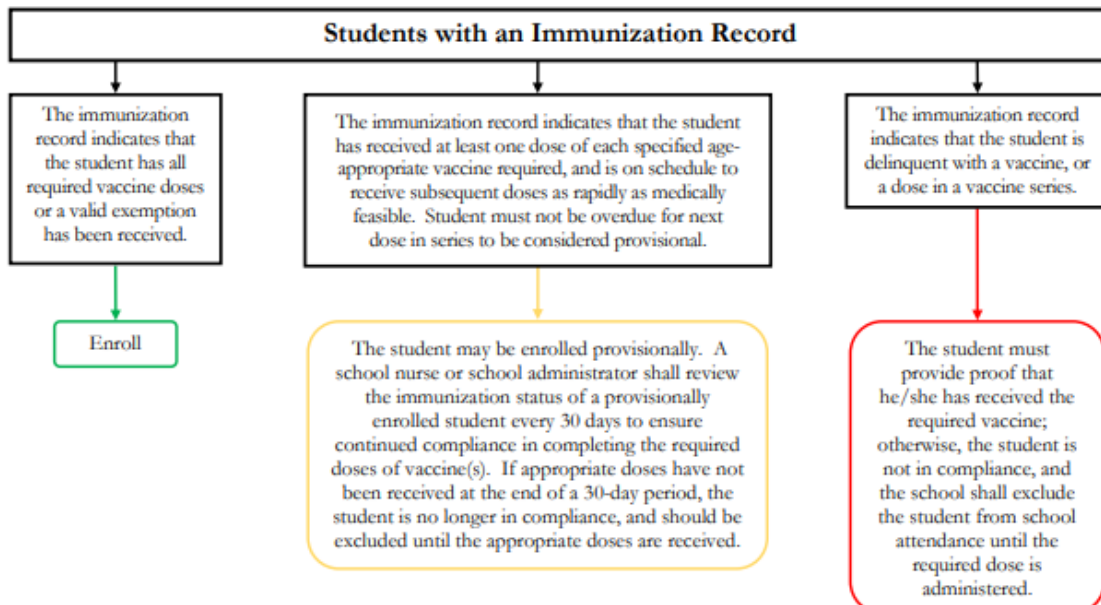 Students with an Immunization Record
The immunization
record indicates that
the student has all
required vaccine doses
or a valid exemption
has been received.
Enroll
The immunization record indicates that the student
has received at least one dose of each specified age-
appropriate vaccine required, and is on schedule to
receive subsequent doses as rapidly as medically
feasible. Student must not be overdue for next
dose in series to be considered provisional.
The student may be enrolled provisionally. A
school nurse or school administrator shall review
the immunization status of a provisionally
enrolled student every 30 days to ensure
continued compliance in completing the required
doses of vaccine(s). If appropriate doses have not
been received at the end of a 30-day period, the
student is no longer in compliance, and should be
excluded until the appropriate doses are received.
The immunization record
indicates that the student is
delinquent with a vaccine, or
a dose in a vaccine series.
The student must
provide proof that
he/she has received the
required vaccine;
otherwise, the student is
not in compliance, and
the school shall exclude
the student from school
attendance until the
required dose is
administered.